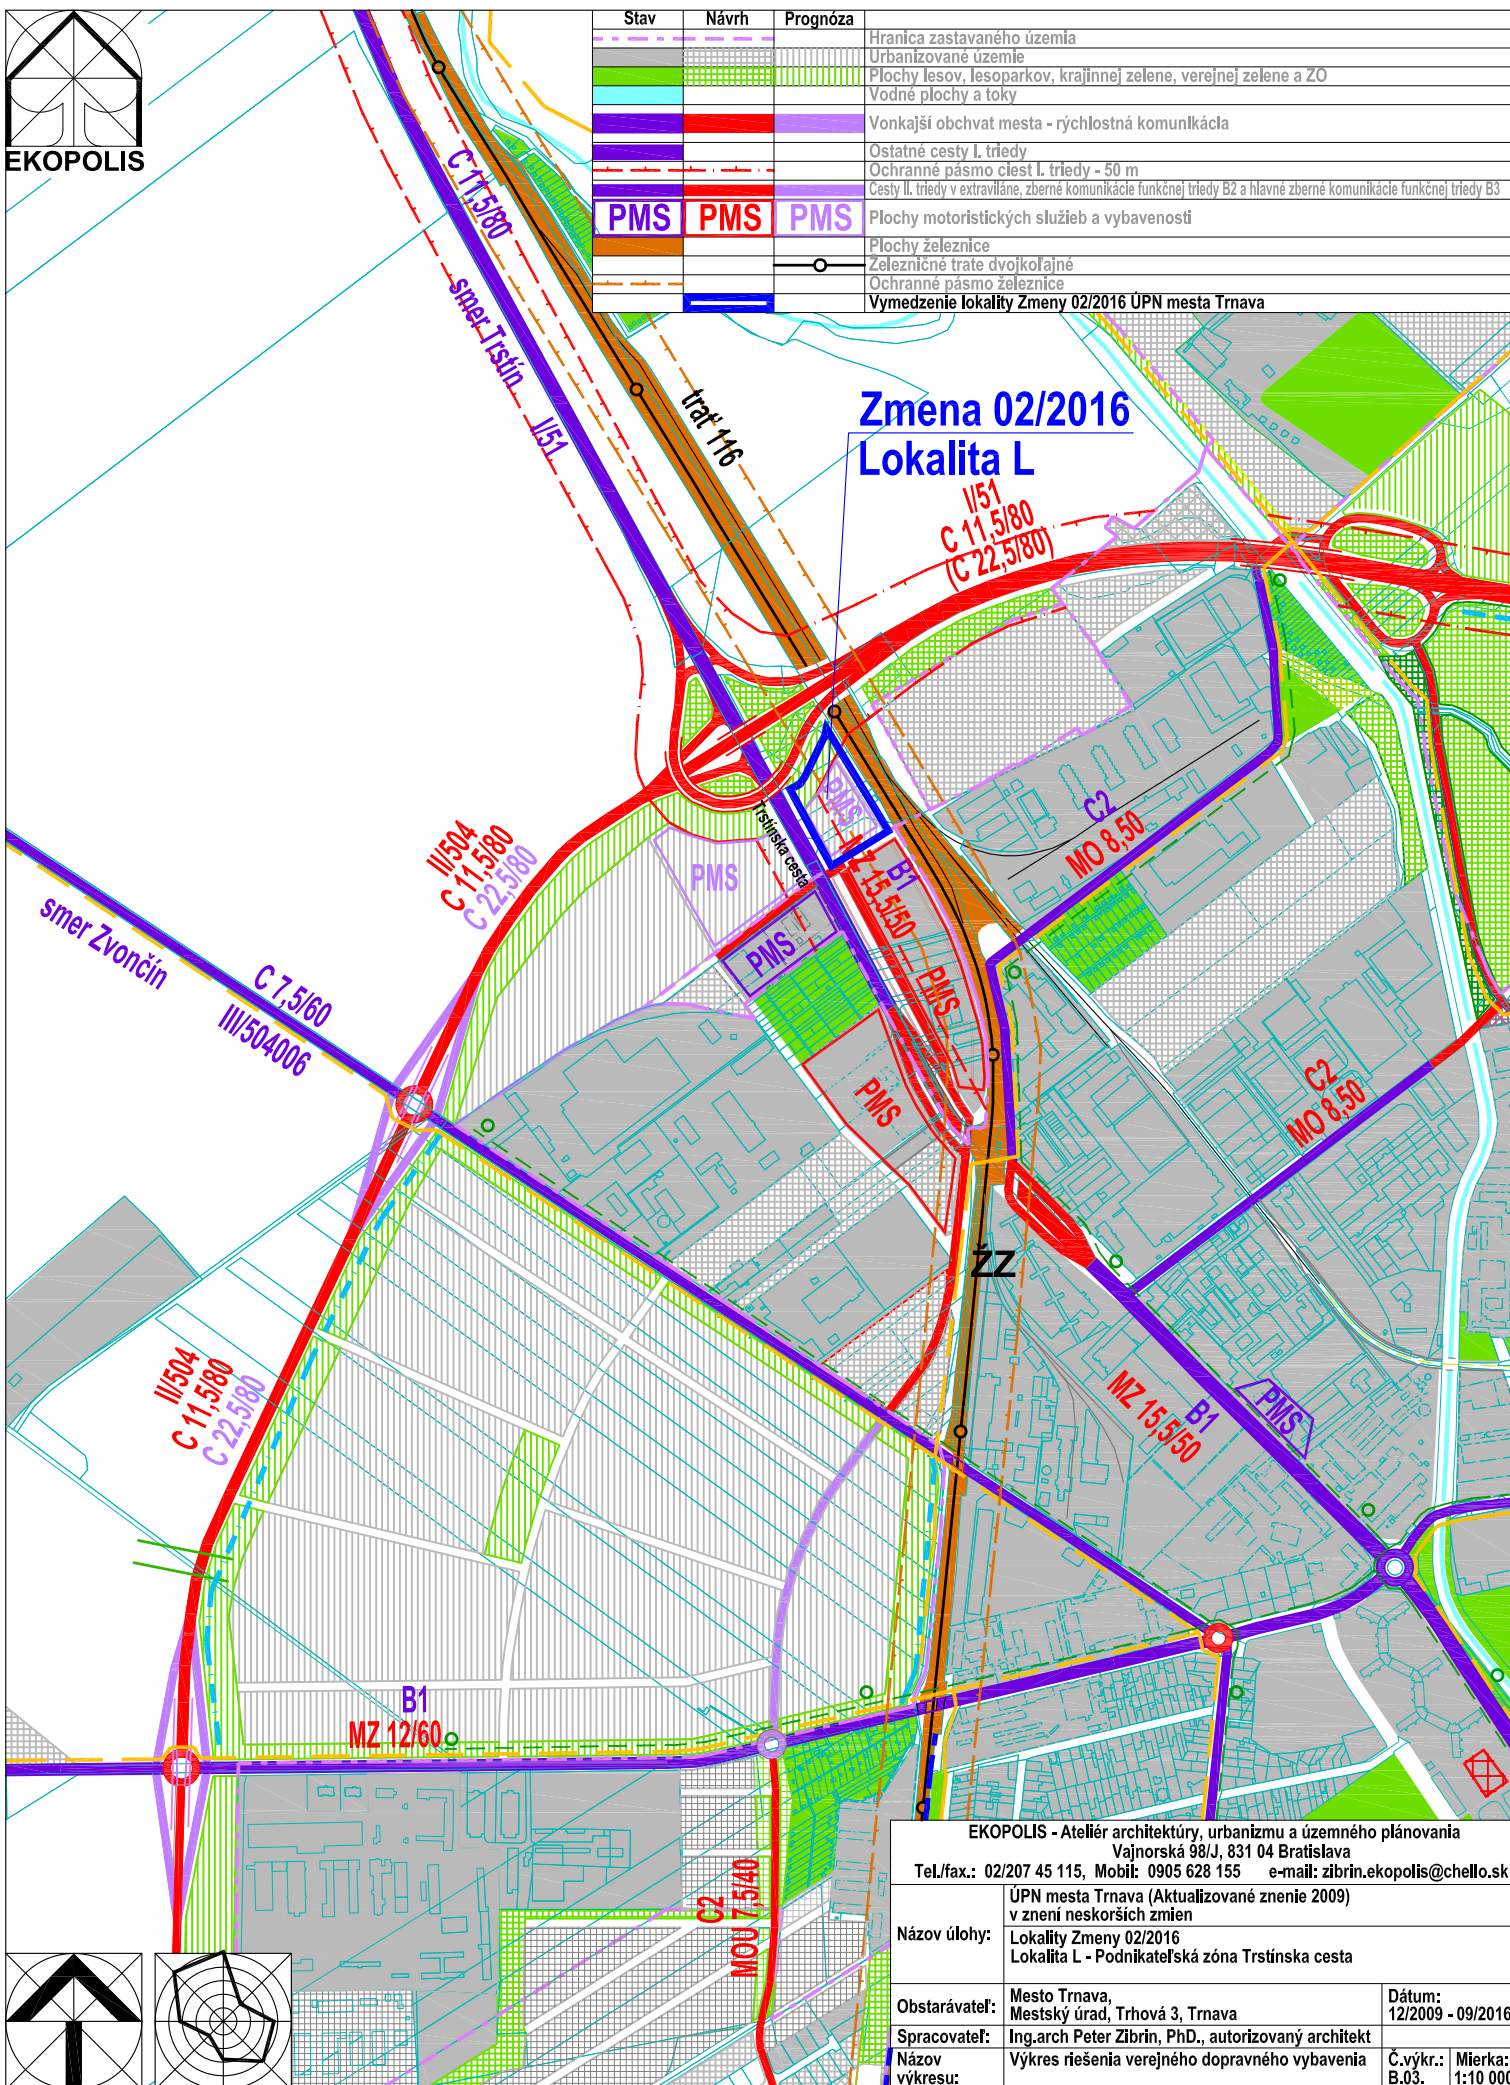 EKOPOLIS
Stav Návrh Prognóza
Hranica zastavaného územia
Urbanizované územie
Plochy lesov, lesoparkov, krajinnej zelene, verejnej zelene a ZO
Vodné plochy a toky
Vonkajší obchvat mesta - rýchlostná komunikácia
Ostatné cesty I. triedy
Ochranné pásmo ciest I. triedy - 50 m
Cesty II. triedy v extraviláne, zberné komunikácie funkčnej triedy B2 a hlavné zberné komunikácie funkčnej triedy B3
PMS PMS PMS Plochy motoristických služieb a vybavenosti
Plochy železnice
Železničné trate dvojkoľajné
Ochranné pásmo železnice
Vymedzenie lokality Zmeny 02/2016 ÚPN mesta Trnava
C 11,5/80
smer Trstín
I/51
trať 116
Zmena 02/2016
Lokalita L
I/51
C 11,5/80
(C 22,5/80)
C2
MO 8,50
PMS
Trstínska cesta
B1
MZ 15,5/50
II/504
C 11,5/80
C 22,5/80
PMS
PMS
PMS
PMS
smer Zvončín
C 7,5/60
III/504006
C2
MO 8,50
ŽZ
II/504
C 11,5/80
C 22,5/80
B1
MZ 15,5/50
PMS
B1
MZ 12/60
C2
MOU 7,5/40
EKOPOLIS - Ateliér architektúry, urbanizmu a územného plánovania
Vajnorská 98/J, 831 04 Bratislava
Tel./fax.: 02/207 45 115, Mobil: 0905 628 155 e-mail: zibrin.ekopolis@chello.sk
Názov úlohy:
ÚPN mesta Trnava (Aktualizované znenie 2009)
v znení neskorších zmien
Lokality Zmeny 02/2016
Lokalita L - Podnikateľská zóna Trstínska cesta
Obstarávateľ:
Mesto Trnava,
Mestský úrad, Trhová 3, Trnava
Dátum:
12/2009 - 09/2016
Spracovateľ: Ing.arch Peter Zibrin, PhD., autorizovaný architekt
Názov
výkresu:
Výkres riešenia verejného dopravného vybavenia
Č.výkr.:
B.03.
Mierka:
1:10 000